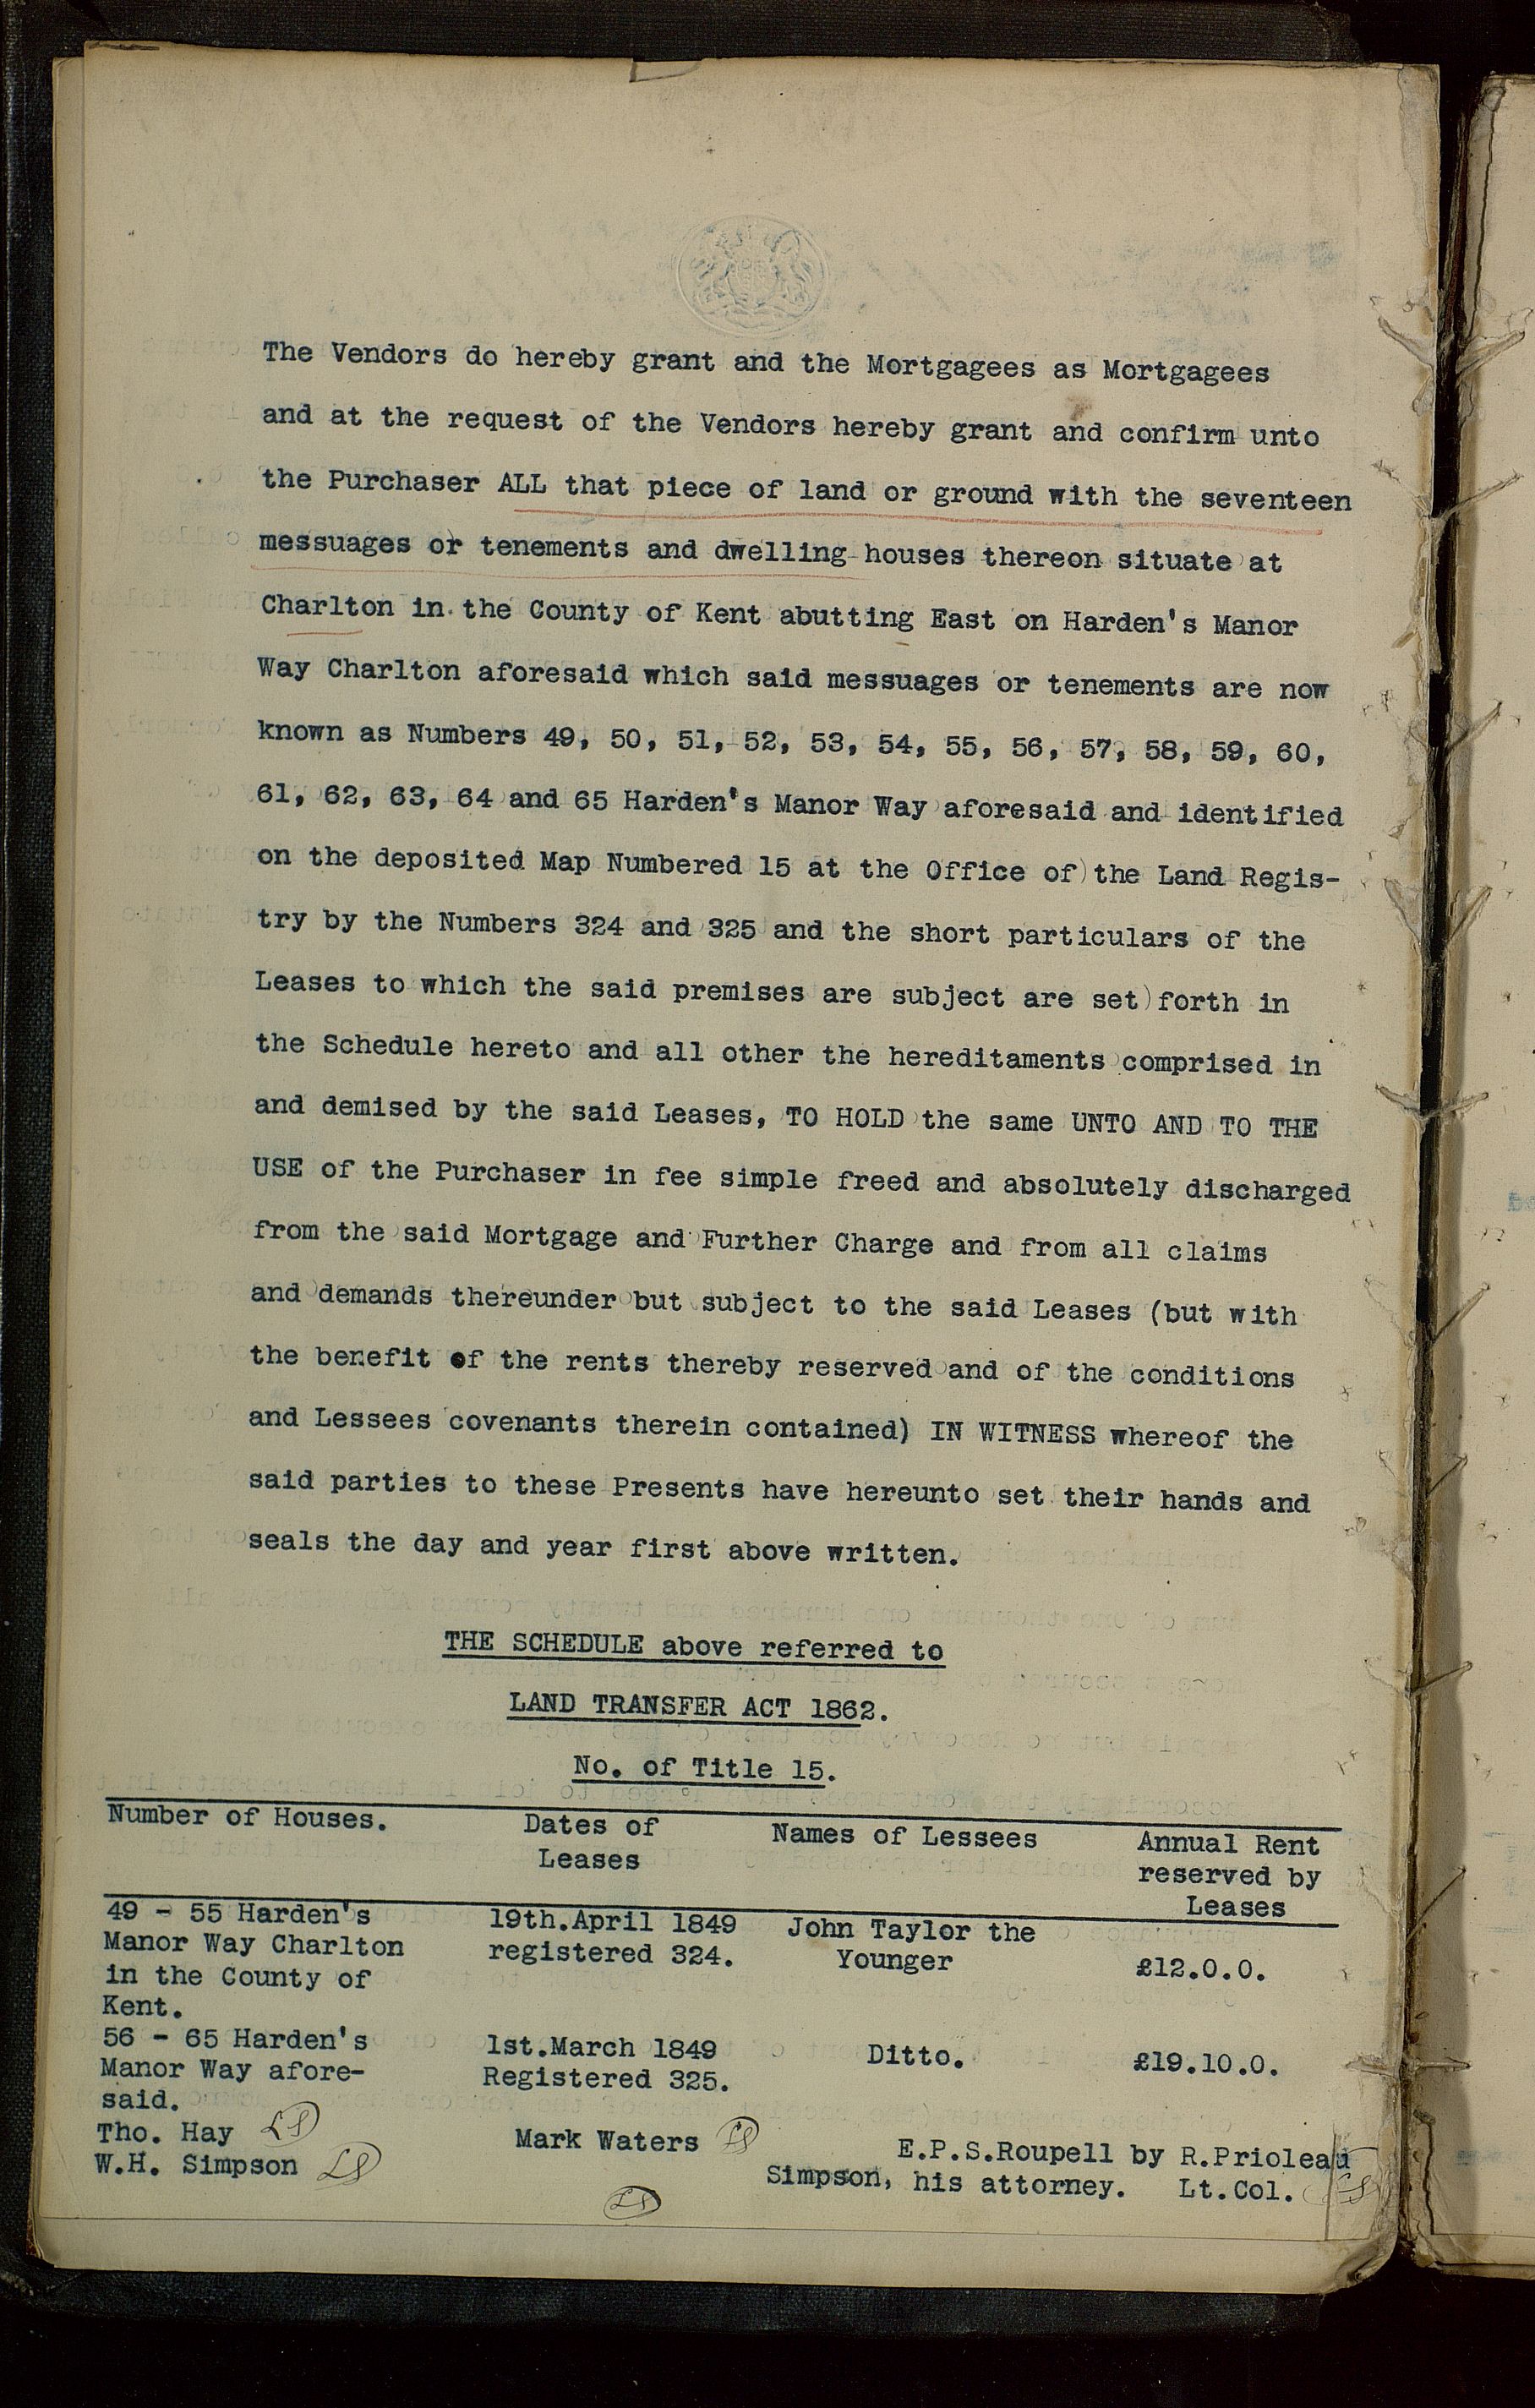 The Vendors do hereby grant and the Mortgagees as Mortgagees
and at the request of the Vendors hereby grant and confirm unto
the Purchaser ALL that piece of land or ground with the seventeen
messuages or tenements and dwelling houses thereon situate at
Charlton in the County of Kent abutting East on Harden's Manor
Way Charlton aforesaid which said messuages or tenements are now
known as Numbers 49, 50, 51, 52, 53, 54, 55, 56, 57, 58, 59, 60,
61, 62, 63, 64 and 65 Harden's Manor Way aforesaid and identified
on the deposited Map Numbered 15 at the Office of the Land Regis-
try by the Numbers 324 and 325 and the short particulars of the
Leases to which the said premises are subject are set forth in
the Schedule hereto and all other the hereditaments comprised in
and demised by the said Leases, TO HOLD the same UNTO AND TO THE
USE of the Purchaser in fee simple freed and absolutely discharged
from the said Mortgage and Further Charge and from all claims
and demands thereunder but subject to the said Leases (but with
the benefit of the rents thereby reserved and of the conditions
and Lessees covenants therein contained) IN WITNESS whereof the
said parties to these Presents have hereunto set their hands and
seals the day and year first above written.
THE SCHEDULE above referred to
LAND TRANSFER ACT 1862.
No. of Title 15.
Number of Houses. Dates of Leases Names of Lessees Annual Rent reserved by Leases
49 - 55 Harden's 19th.April 1849 John Taylor the
Manor Way Charlton registered 324. Younger £12.0.0.
in the County of
Kent.
56 - 65 Harden's 1st.March 1849 Ditto. £19.10.0.
Manor Way afore- Registered 325.
said.
Tho. Hay LS Mark Waters LS E.P.S.Roupell by R.Prioleau
W.H. Simpson LS Simpson, his attorney. Lt.Col. LS
LS